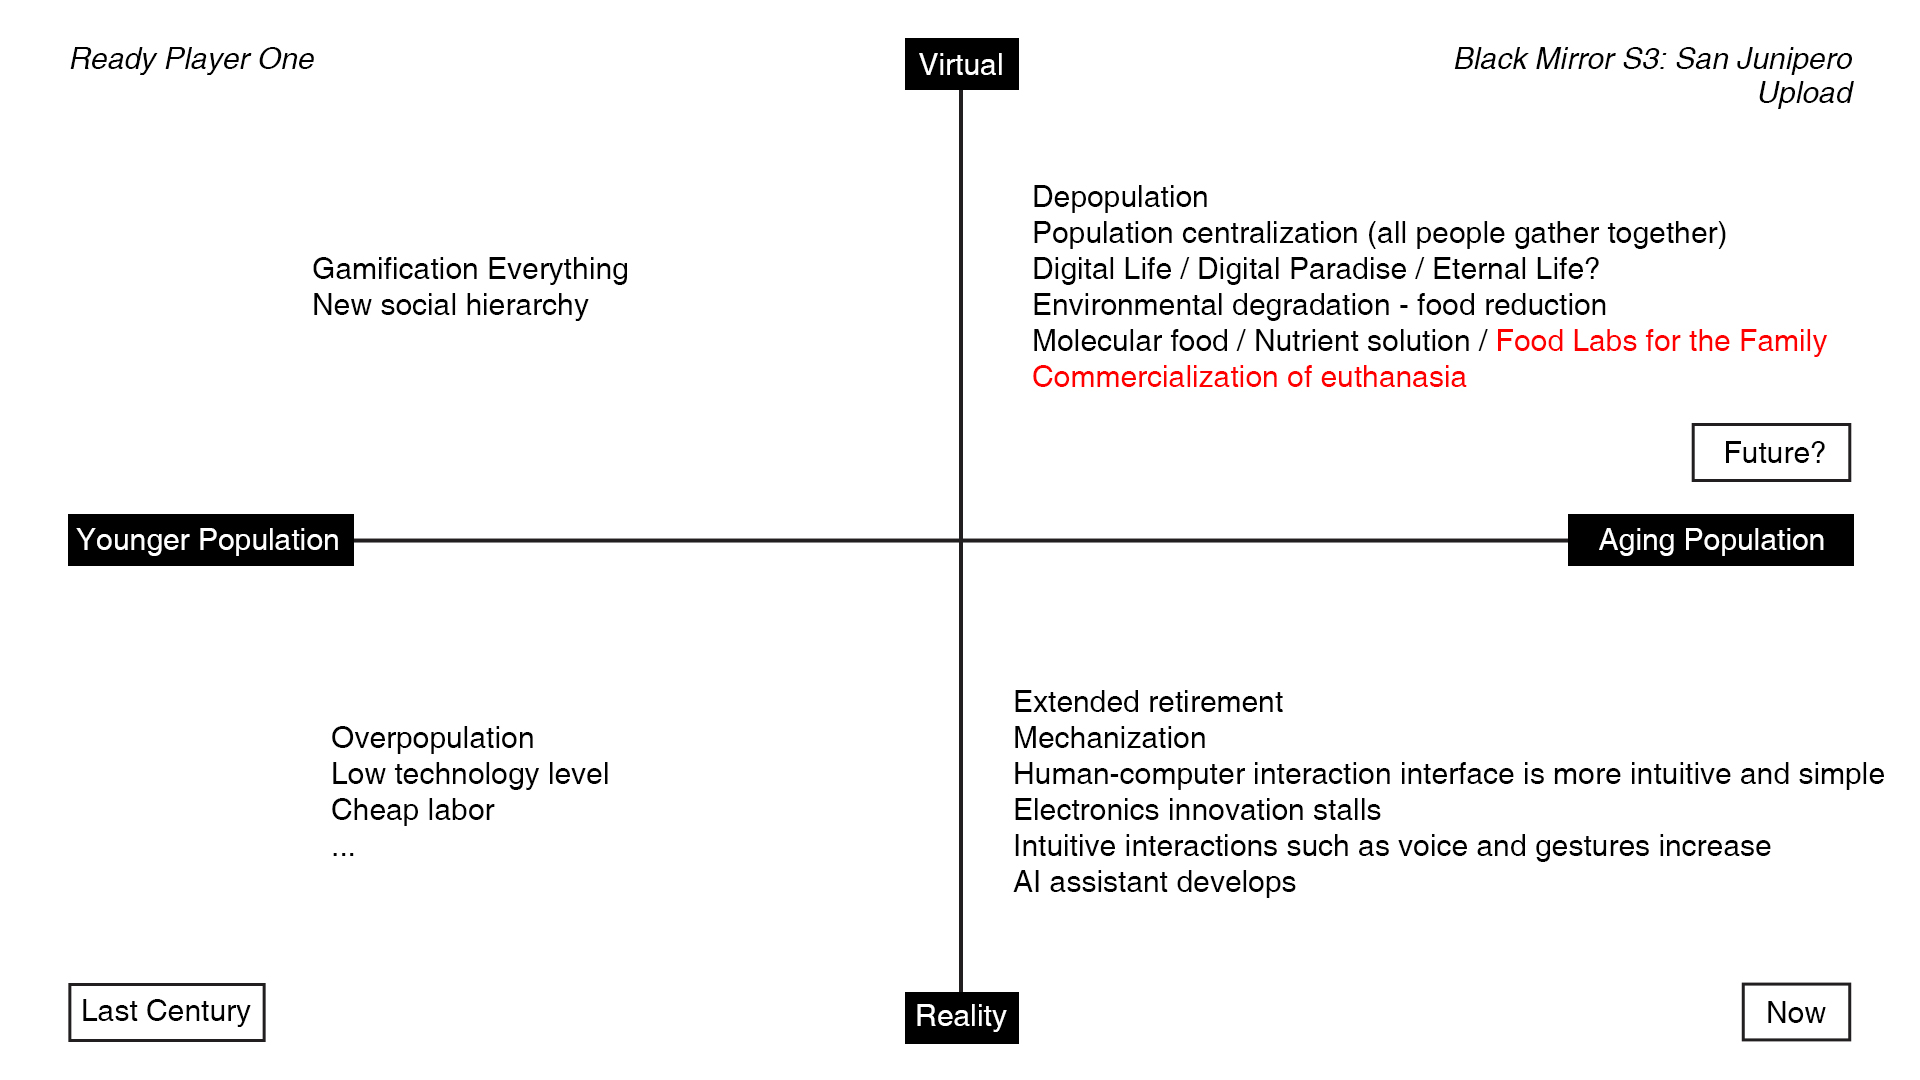 Ready Player One
Virtual
Black Mirror S3: San Junipero
Upload
Gamification Everything
New social hierarchy
Depopulation
Population centralization (all people gather together)
Digital Life / Digital Paradise / Eternal Life?
Environmental degradation - food reduction
Molecular food / Nutrient solution / Food Labs for the Family
Commercialization of euthanasia
Future?
Younger Population
Aging Population
Overpopulation
Low technology level
Cheap labor
...
Extended retirement
Mechanization
Human-computer interaction interface is more intuitive and simple
Electronics innovation stalls
Intuitive interactions such as voice and gestures increase
AI assistant develops
Last Century
Reality
Now